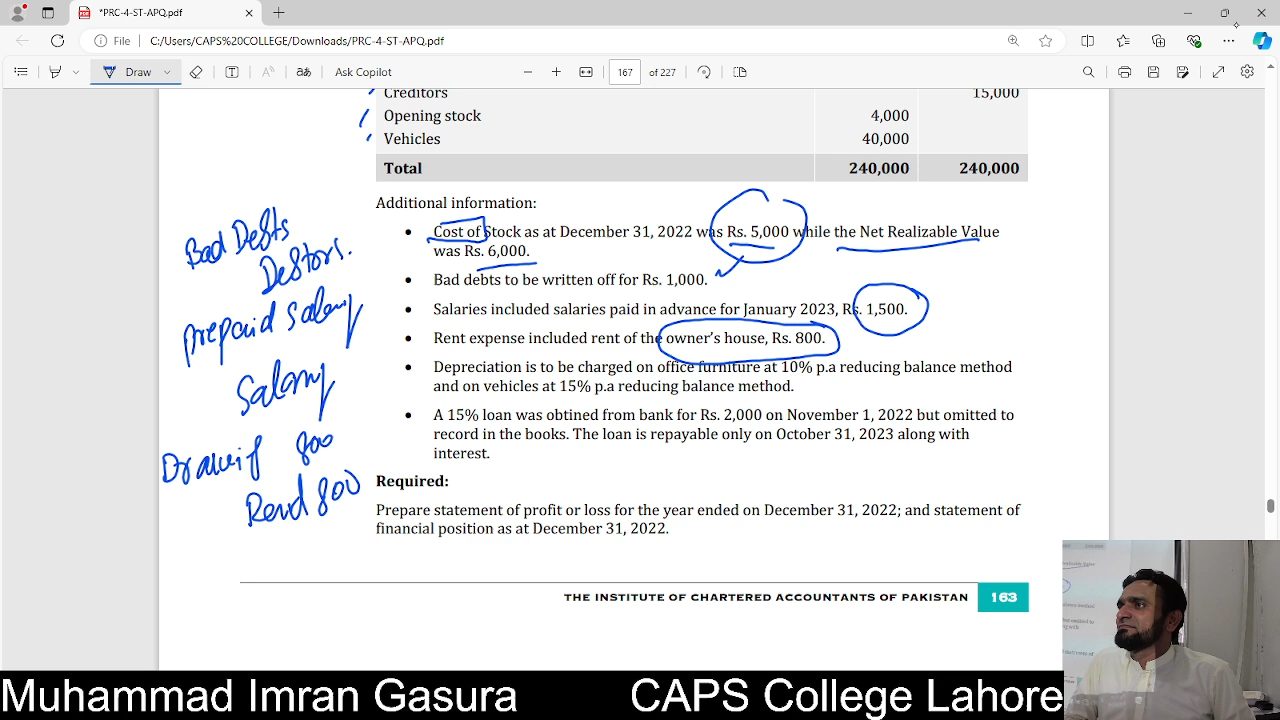 *PRC-4-ST-APQ.pdf
File C:/Users/CAPS%20COLLEGE/Downloads/PRC-4-ST-APQ.pdf
Draw Ask Copilot 167 of 227
Creditors 15,000
Opening stock 4,000
Vehicles 40,000
Total 240,000 240,000
Additional information:
• Cost of Stock as at December 31, 2022 was Rs. 5,000 while the Net Realizable Value
was Rs. 6,000.
• Bad debts to be written off for Rs. 1,000.
• Salaries included salaries paid in advance for January 2023, Rs. 1,500.
• Rent expense included rent of the owner's house, Rs. 800.
• Depreciation is to be charged on office furniture at 10% p.a reducing balance method
and on vehicles at 15% p.a reducing balance method.
• A 15% loan was obtined from bank for Rs. 2,000 on November 1, 2022 but omitted to
record in the books. The loan is repayable only on October 31, 2023 along with
interest.
Required:
Prepare statement of profit or loss for the year ended on December 31, 2022; and statement of
financial position as at December 31, 2022.
Bad Debts
Debtors.
Prepaid Salary
Salary
800
800
THE INSTITUTE OF CHARTERED ACCOUNTANTS OF PAKISTAN 163
Muhammad Imran Gasura CAPS College Lahore